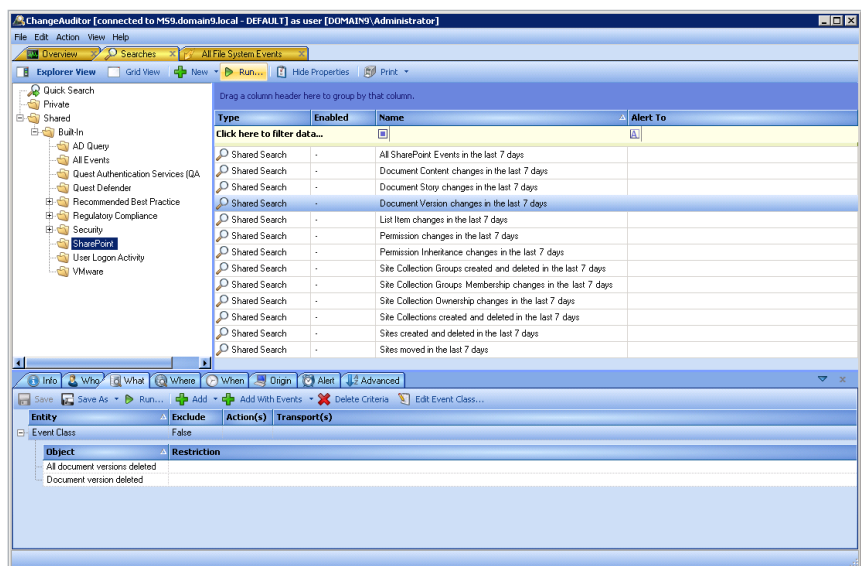 ChangeAuditor [connected to M59.domain9.local - DEFAULT] as user [DOMAIN9\Administrator]
File Edit Action View Help
Overview Searches All File System Events
Explorer View Grid View New Run... Hide Properties Print
Quick Search
Private
Shared
Built-In
AD Query
All Events
Quest Authentication Services (QA
Quest Defender
Recommended Best Practice
Regulatory Compliance
Security
SharePoint
User Logon Activity
VMware
Drag a column header here to group by that column.
Type Enabled Name Alert To
Click here to filter data...
Shared Search - All SharePoint Events in the last 7 days
Shared Search - Document Content changes in the last 7 days
Shared Search - Document Story changes in the last 7 days
Shared Search - Document Version changes in the last 7 days
Shared Search - List Item changes in the last 7 days
Shared Search - Permission changes in the last 7 days
Shared Search - Permission Inheritance changes in the last 7 days
Shared Search - Site Collection Groups created and deleted in the last 7 days
Shared Search - Site Collection Groups Membership changes in the last 7 days
Shared Search - Site Collection Ownership changes in the last 7 days
Shared Search - Site Collections created and deleted in the last 7 days
Shared Search - Sites created and deleted in the last 7 days
Shared Search - Sites moved in the last 7 days
Info Who What Where When Origin Alert Advanced
Save Save As Run... Add Add With Events Delete Criteria Edit Event Class...
Entity Exclude Action(s) Transport(s)
Event Class False
Object Restriction
All document versions deleted
Document version deleted